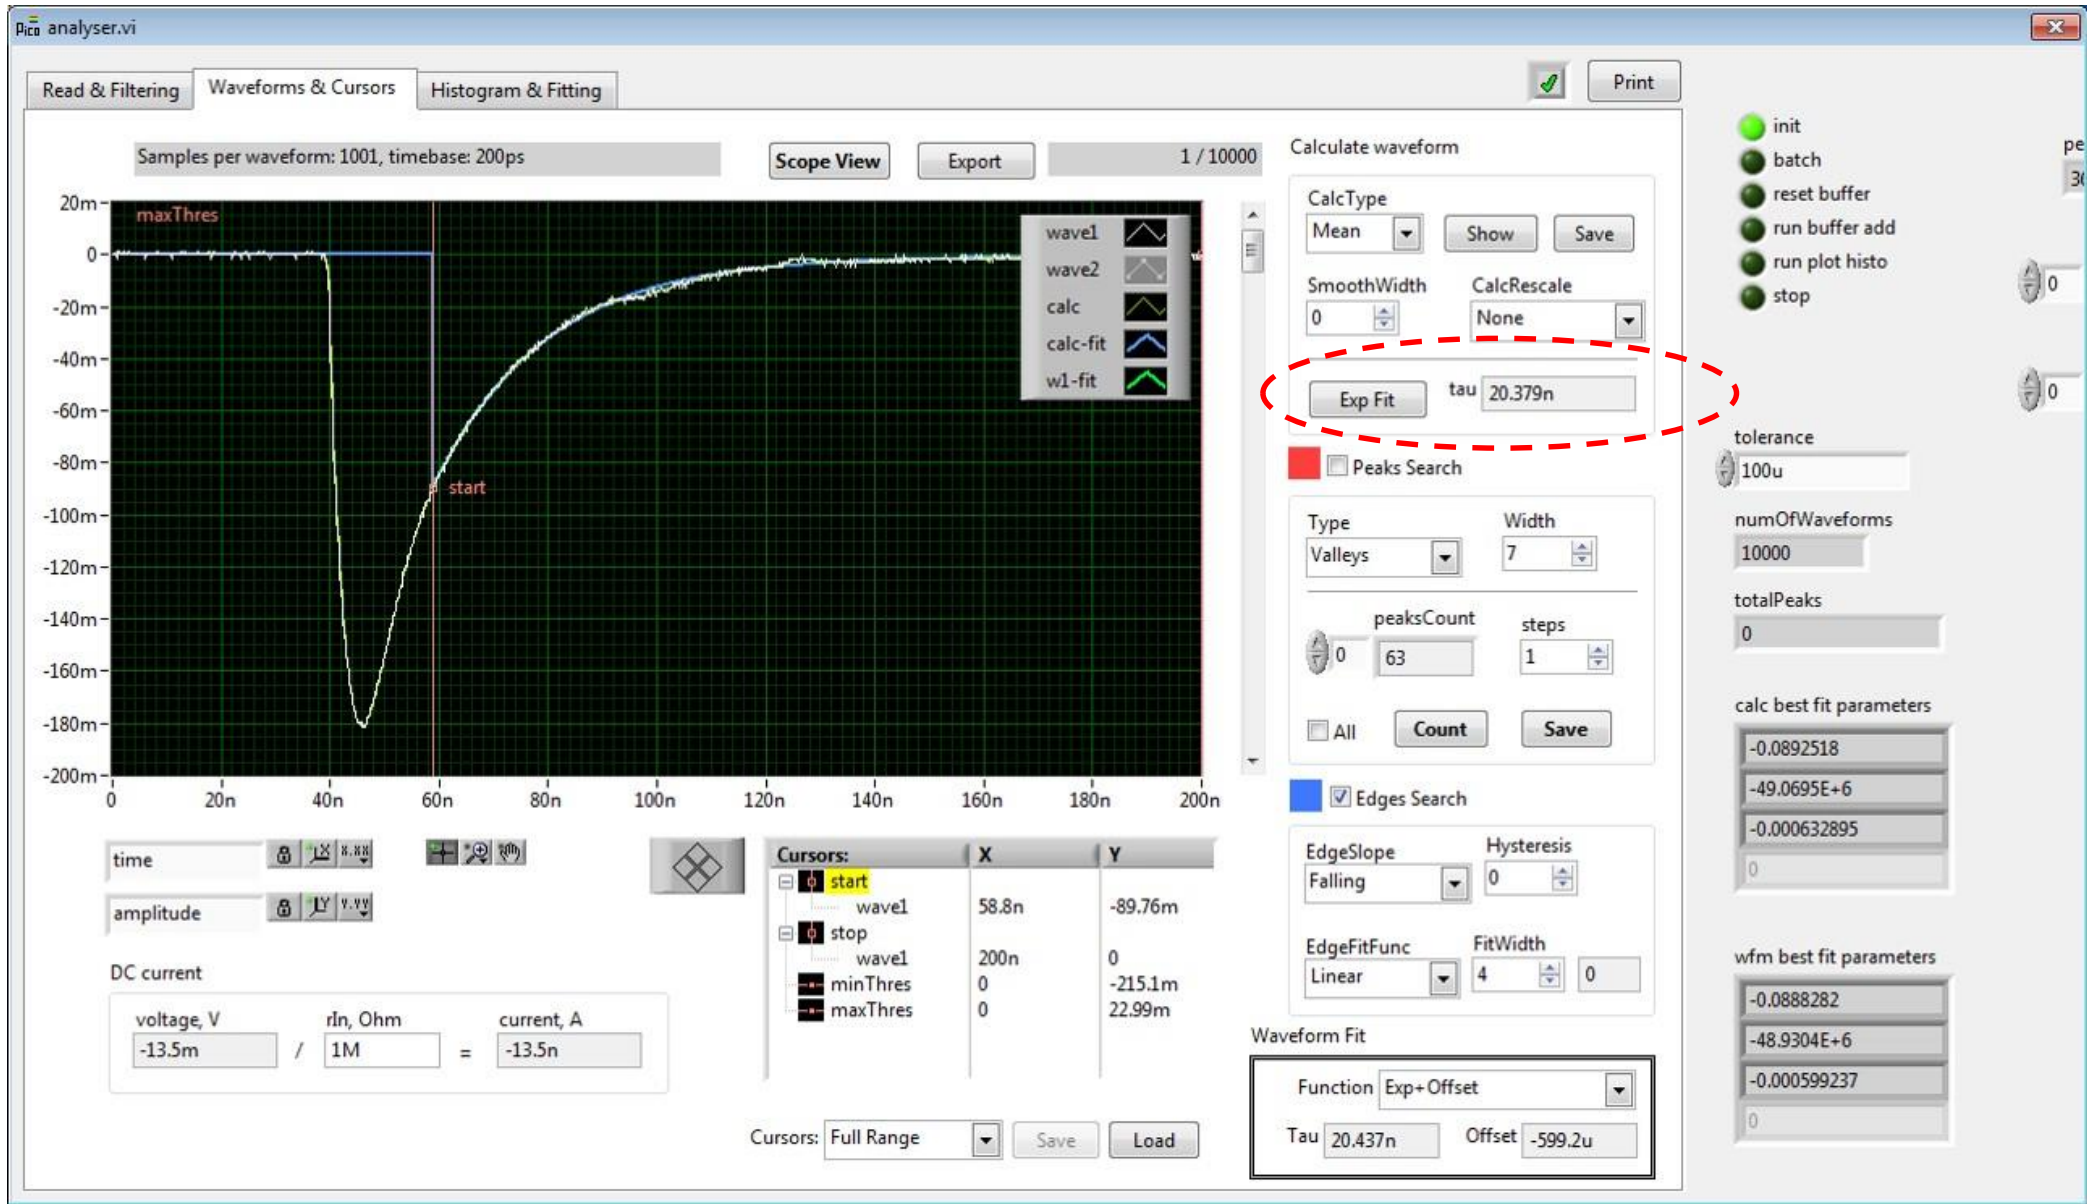 Pico analyser.vi
Read & Filtering
Waveforms & Cursors
Histogram & Fitting
Print
Samples per waveform: 1001, timebase: 200ps
Scope View
Export
1 / 10000
20m
0
-20m
-40m
-60m
-80m
-100m
-120m
-140m
-160m
-180m
-200m
maxThres
start
wave1
wave2
calc
calc-fit
w1-fit
0
20n
40n
60n
80n
100n
120n
140n
160n
180n
200n
time
X.XX
amplitude
Y.YY
DC current
voltage, V
rIn, Ohm
current, A
-13.5m / 1M = -13.5n
Cursors: X Y
start
wave1 58.8n -89.76m
stop
wave1 200n 0
minThres 0 -215.1m
maxThres 0 22.99m
Cursors: Full Range
Save
Load
Calculate waveform
CalcType
Mean
Show
Save
SmoothWidth
CalcRescale
0
None
Exp Fit
tau 20.379n
Peaks Search
Type
Width
Valleys
7
peaksCount
steps
0
63
1
All
Count
Save
Edges Search
EdgeSlope
Hysteresis
Falling
0
EdgeFitFunc
FitWidth
Linear
4
0
Waveform Fit
Function Exp+Offset
Tau 20.437n Offset -599.2u
init
batch
reset buffer
run buffer add
run plot histo
stop
pe
0
0
tolerance
100u
numOfWaveforms
10000
totalPeaks
0
calc best fit parameters
-0.0892518
-49.0695E+6
-0.000632895
0
wfm best fit parameters
-0.0888282
-48.9304E+6
-0.000599237
0